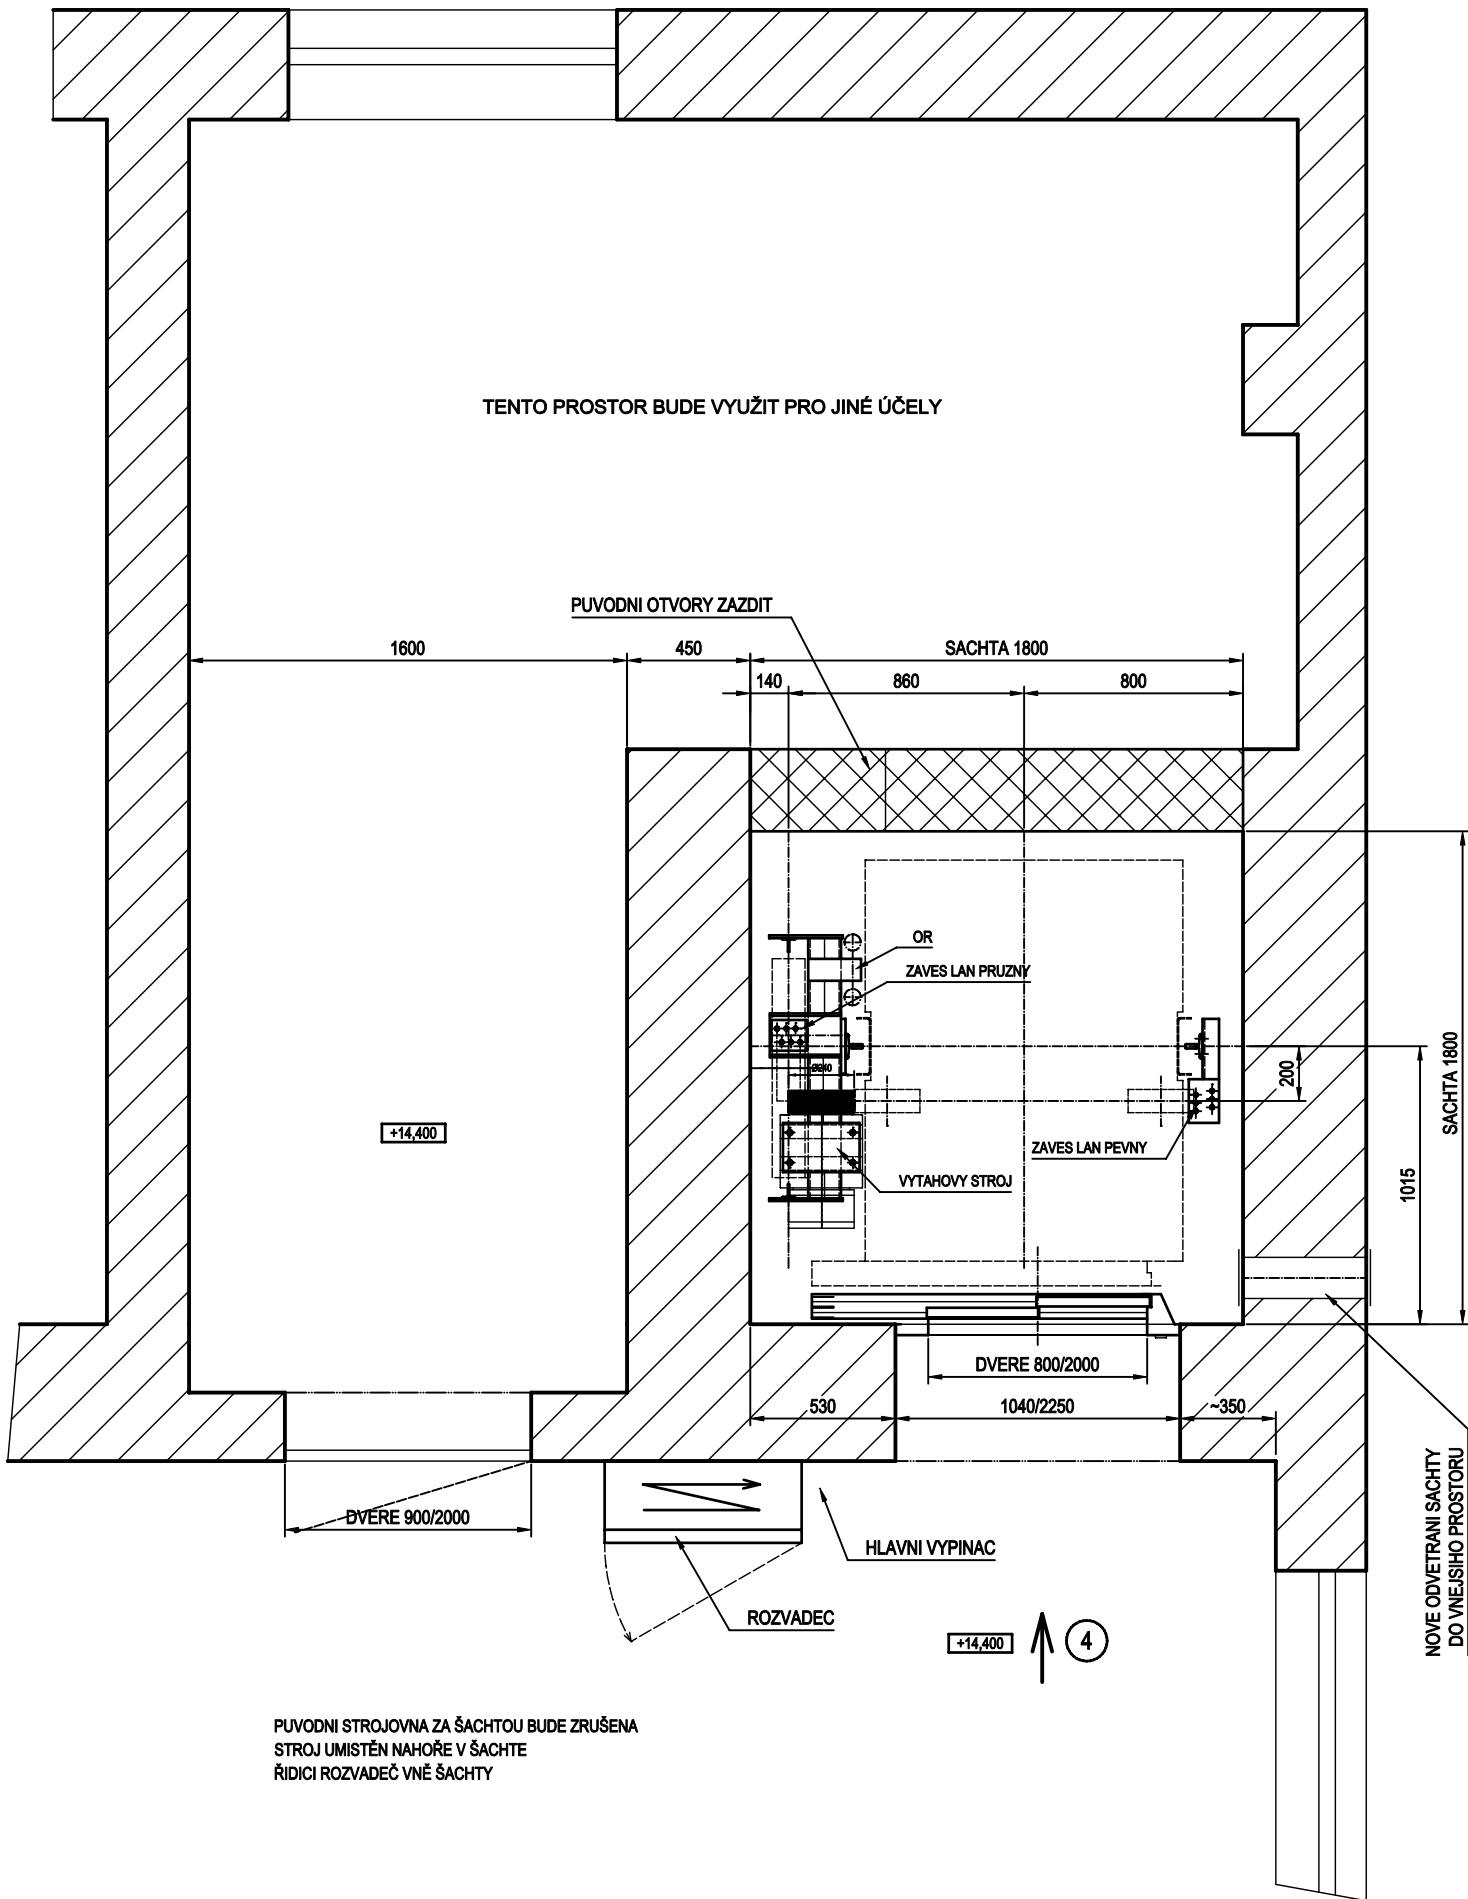 TENTO PROSTOR BUDE VYUŽIT PRO JINÉ ÚČELY
PUVODNI OTVORY ZAZDIT
1600
450
SACHTA 1800
140
860
800
OR
ZAVES LAN PRUZNY
Ø240
200
SACHTA 1800
+14,400
ZAVES LAN PEVNY
VYTAHOVY STROJ
1015
DVERE 800/2000
530
1040/2250
~350
DVERE 900/2000
HLAVNI VYPINAC
ROZVADEC
+14,400
4
NOVE ODVETRANI SACHTY
DO VNEJSIHO PROSTORU
PUVODNI STROJOVNA ZA ŠACHTOU BUDE ZRUŠENA
STROJ UMISTĚN NAHOŘE V ŠACHTE
ŘIDICI ROZVADEČ VNĚ ŠACHTY